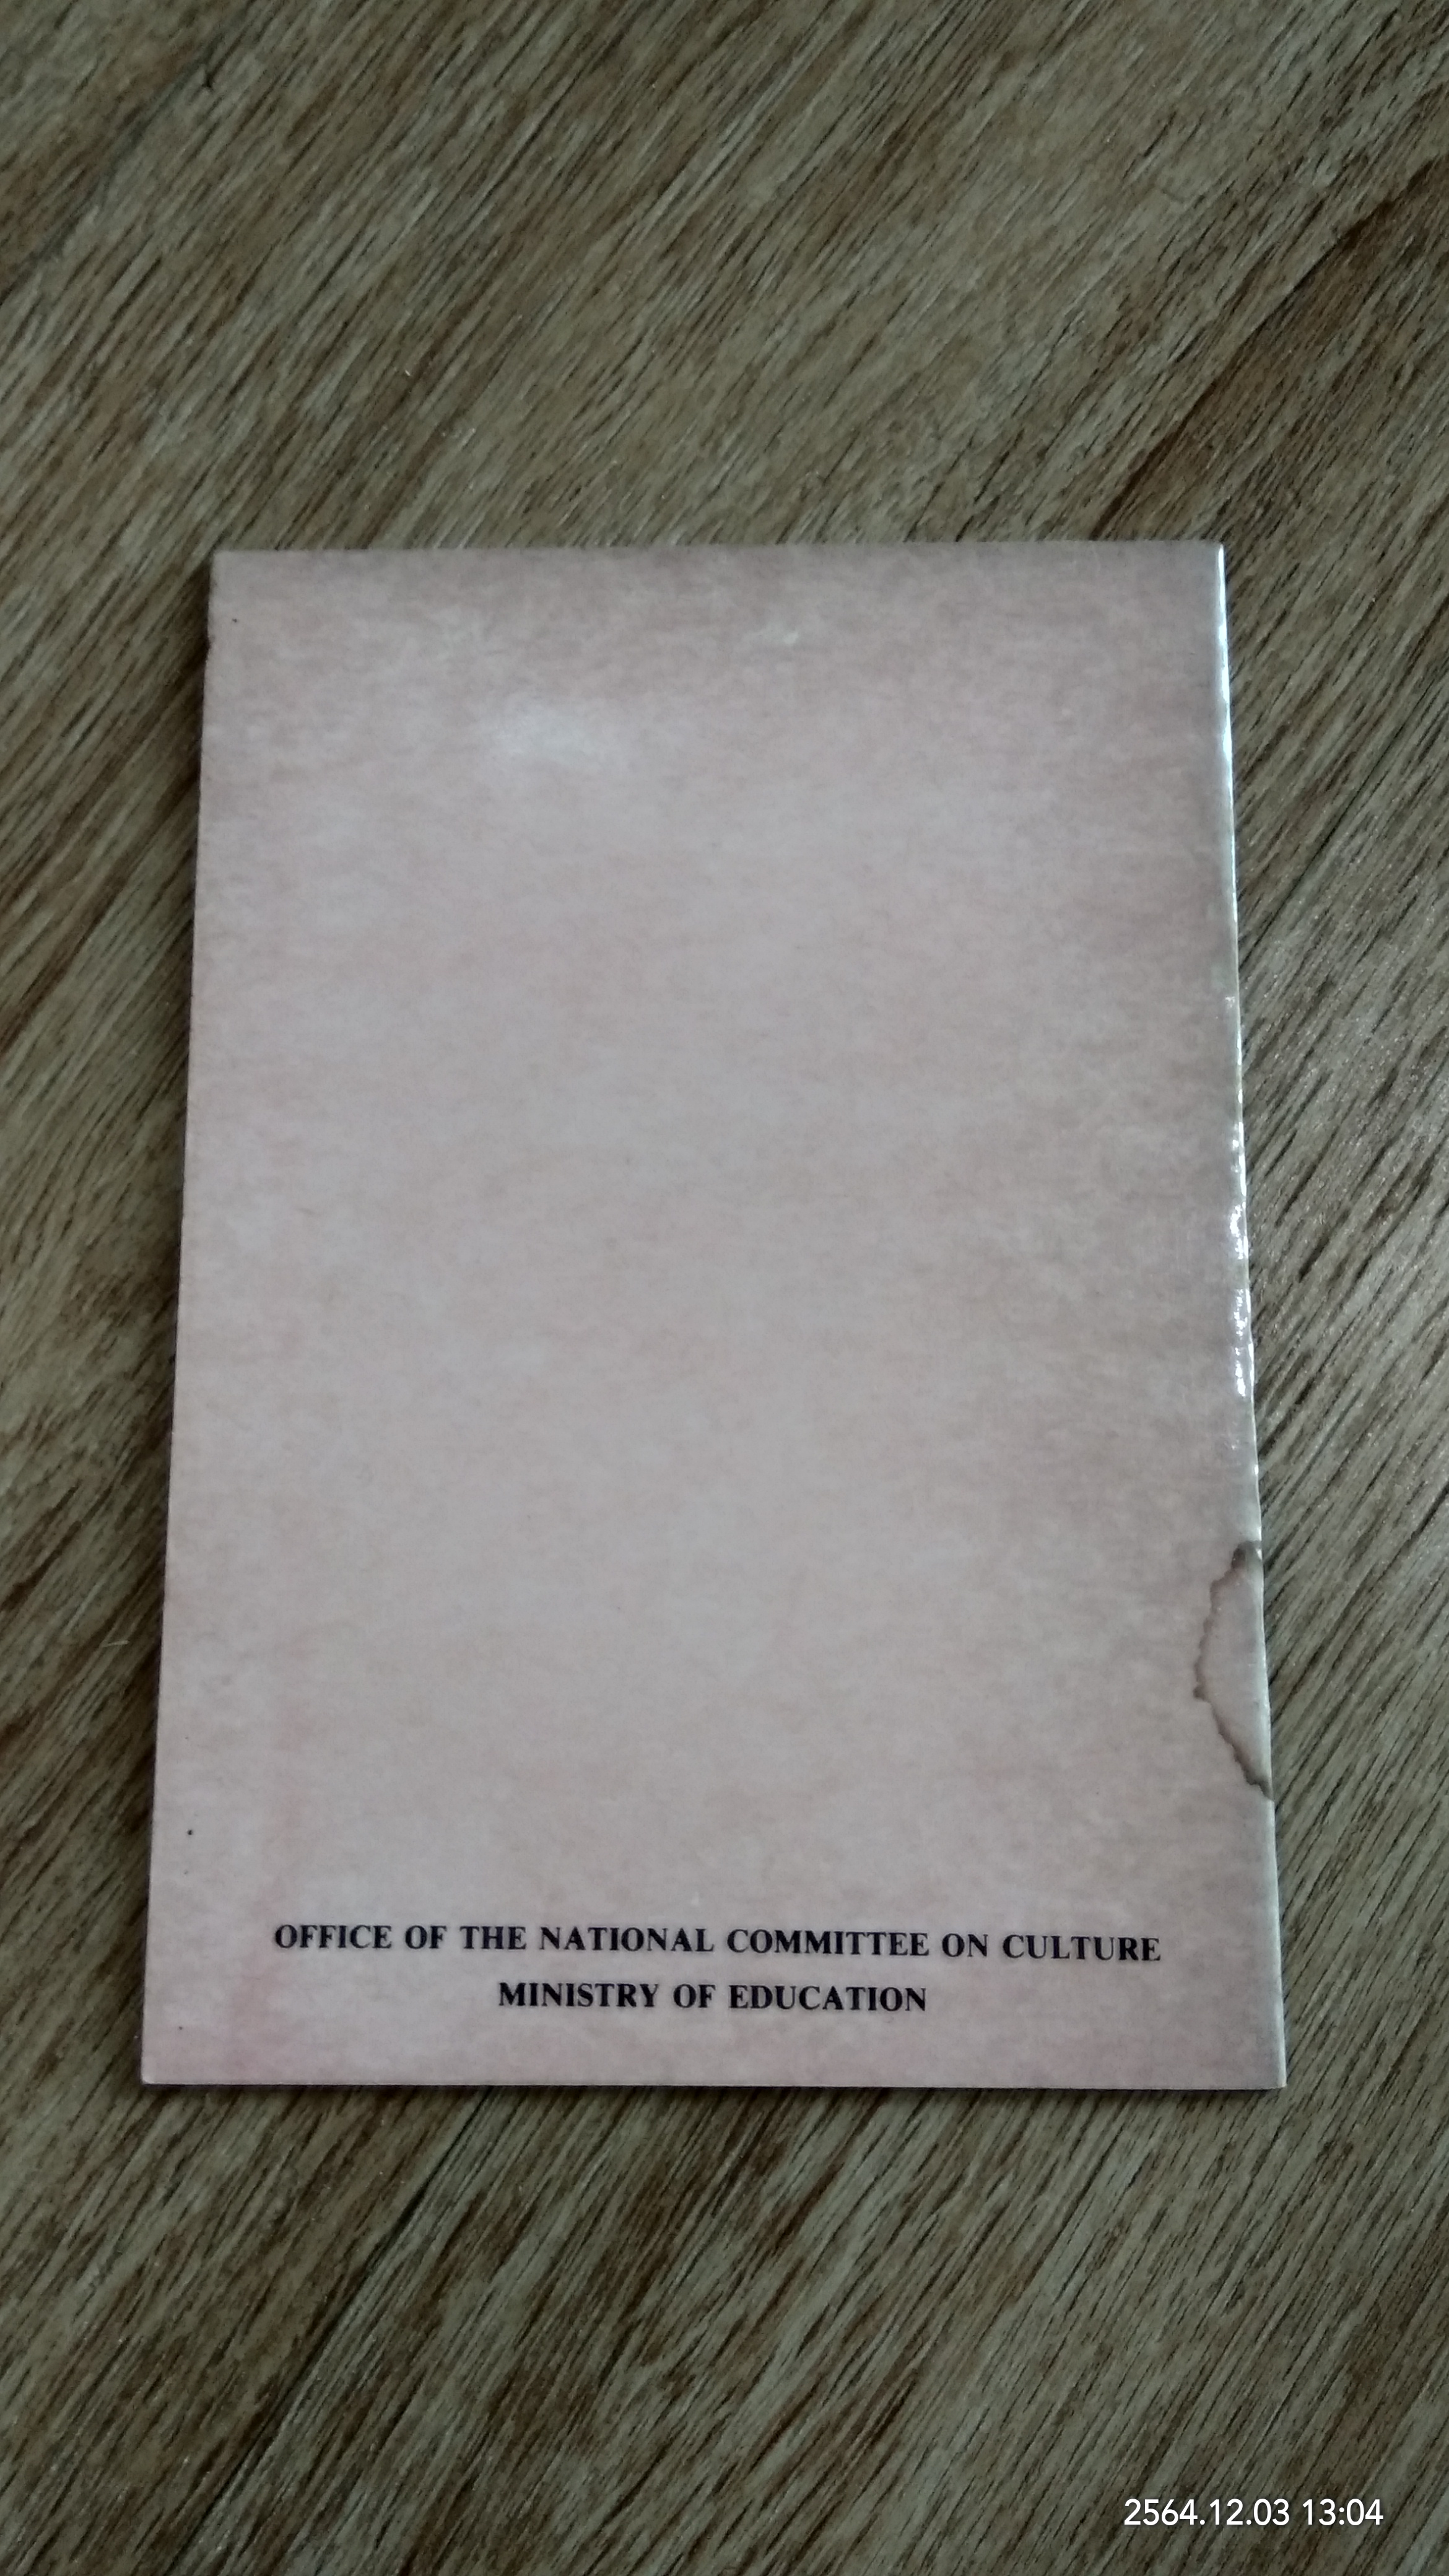 OFFICE OF THE NATIONAL COMMITTEE ON CULTURE
MINISTRY OF EDUCATION
2564.12.03 13:04